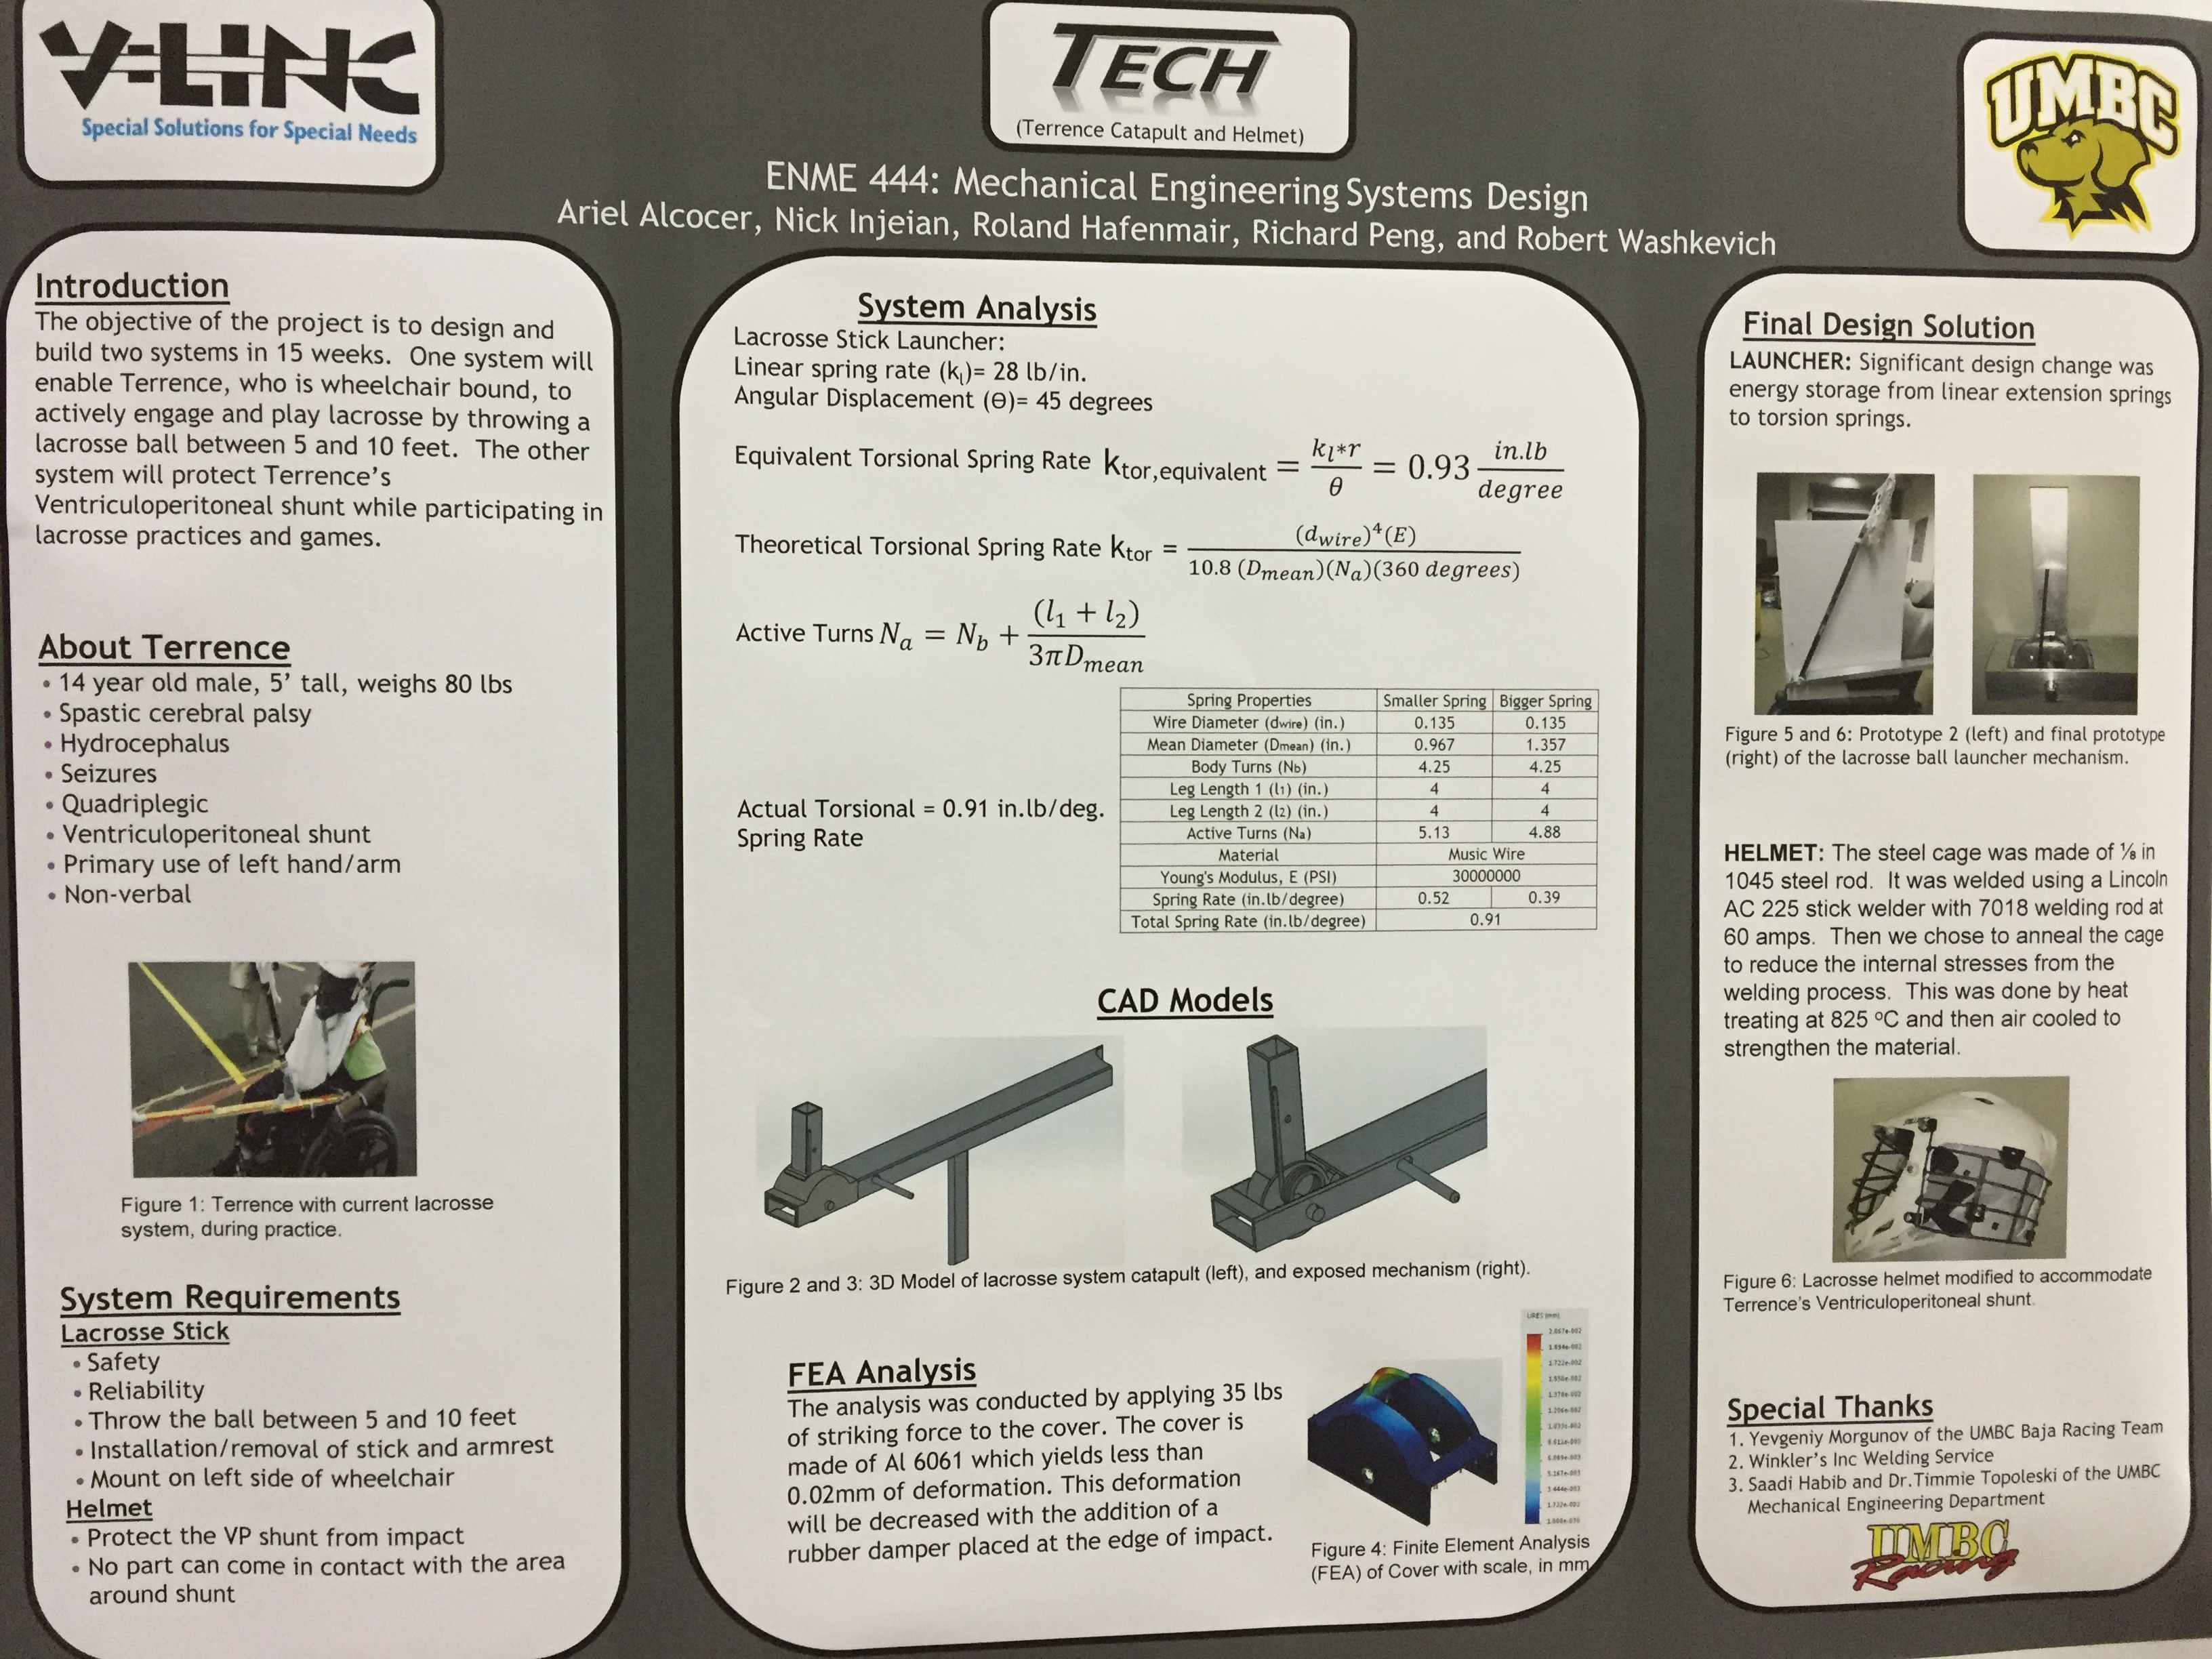 V-LINC
Special Solutions for Special Needs
TECH
(Terrence Catapult and Helmet)
UMBC
ENME 444: Mechanical Engineering Systems Design
Ariel Alcocer, Nick Injeian, Roland Hafenmair, Richard Peng, and Robert Washkevich
Introduction
The objective of the project is to design and
build two systems in 15 weeks. One system will
enable Terrence, who is wheelchair bound, to
actively engage and play lacrosse by throwing a
lacrosse ball between 5 and 10 feet. The other
system will protect Terrence's
Ventriculoperitoneal shunt while participating in
lacrosse practices and games.
About Terrence
• 14 year old male, 5' tall, weighs 80 lbs
• Spastic cerebral palsy
• Hydrocephalus
• Seizures
• Quadriplegic
• Ventriculoperitoneal shunt
• Primary use of left hand/arm
• Non-verbal
Figure 1: Terrence with current lacrosse
system, during practice.
System Requirements
Lacrosse Stick
• Safety
• Reliability
• Throw the ball between 5 and 10 feet
• Installation/removal of stick and armrest
• Mount on left side of wheelchair
Helmet
• Protect the VP shunt from impact
• No part can come in contact with the area
around shunt
System Analysis
Lacrosse Stick Launcher:
Linear spring rate (kₗ)= 28 lb/in.
Angular Displacement (Θ)= 45 degrees
Equivalent Torsional Spring Rate k_tor,equivalent = k_l*r / θ = 0.93 in.lb / degree
Theoretical Torsional Spring Rate k_tor = (d_wire)⁴(E) / 10.8 (D_mean)(N_a)(360 degrees)
Active Turns N_a = N_b + (l₁ + l₂) / 3πD_mean
Actual Torsional = 0.91 in.lb/deg.
Spring Rate
Spring Properties Smaller Spring Bigger Spring
Wire Diameter (dwire) (in.) 0.135 0.135
Mean Diameter (Dmean) (in.) 0.967 1.357
Body Turns (Nb) 4.25 4.25
Leg Length 1 (l1) (in.) 4 4
Leg Length 2 (l2) (in.) 4 4
Active Turns (Na) 5.13 4.88
Material Music Wire
Young's Modulus, E (PSI) 30000000
Spring Rate (in.lb/degree) 0.52 0.39
Total Spring Rate (in.lb/degree) 0.91
CAD Models
Figure 2 and 3: 3D Model of lacrosse system catapult (left), and exposed mechanism (right).
FEA Analysis
The analysis was conducted by applying 35 lbs
of striking force to the cover. The cover is
made of Al 6061 which yields less than
0.02mm of deformation. This deformation
will be decreased with the addition of a
rubber damper placed at the edge of impact.
URES (mm)
Figure 4: Finite Element Analysis
(FEA) of Cover with scale, in mm
Final Design Solution
LAUNCHER: Significant design change was
energy storage from linear extension springs
to torsion springs.
Figure 5 and 6: Prototype 2 (left) and final prototype
(right) of the lacrosse ball launcher mechanism.
HELMET: The steel cage was made of ⅛ in
1045 steel rod. It was welded using a Lincoln
AC 225 stick welder with 7018 welding rod at
60 amps. Then we chose to anneal the cage
to reduce the internal stresses from the
welding process. This was done by heat
treating at 825 ºC and then air cooled to
strengthen the material.
Figure 6: Lacrosse helmet modified to accommodate
Terrence's Ventriculoperitoneal shunt.
Special Thanks
1. Yevgeniy Morgunov of the UMBC Baja Racing Team
2. Winkler's Inc Welding Service
3. Saadi Habib and Dr.Timmie Topoleski of the UMBC
Mechanical Engineering Department
UMBC
Racing